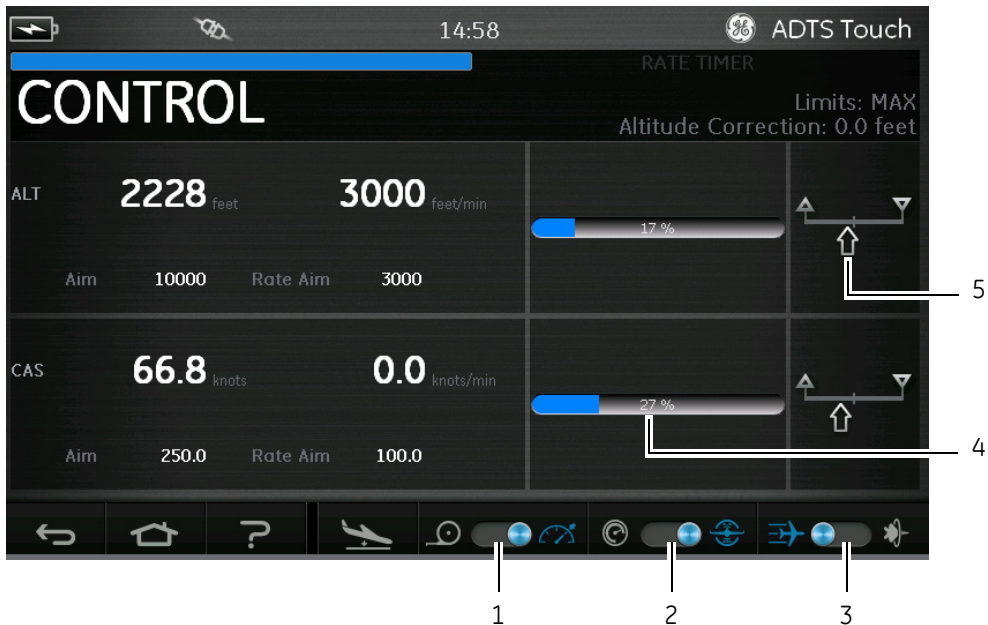 14:58
GE ADTS Touch
RATE TIMER
CONTROL
Limits: MAX
Altitude Correction: 0.0 feet
ALT 2228 feet 3000 feet/min
17 %
Aim 10000 Rate Aim 3000
5
CAS 66.8 knots 0.0 knots/min
27 %
Aim 250.0 Rate Aim 100.0
4
?
1 2 3